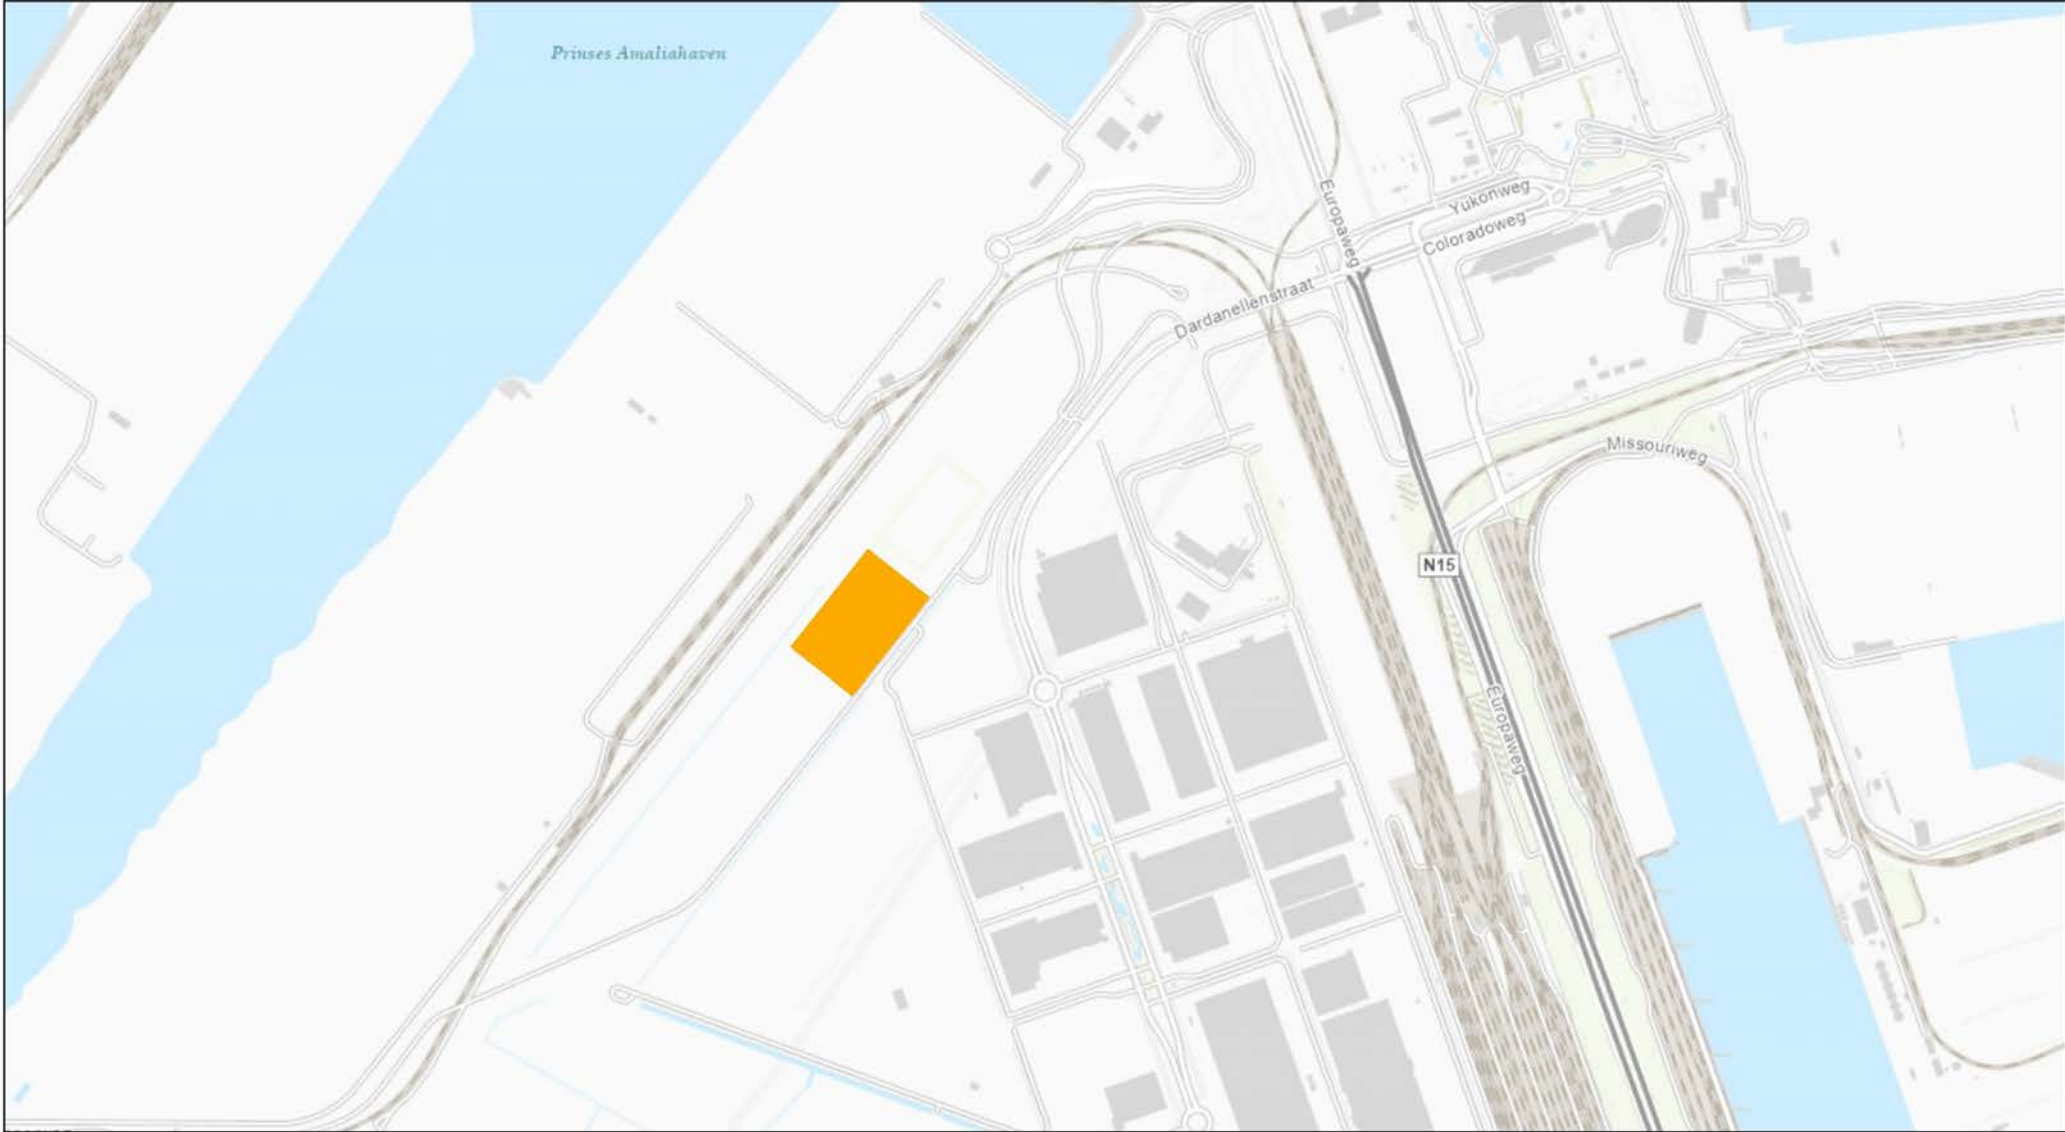 Prinses Amaliahaven
Europaweg
Yukonweg
Coloradoweg
Dardanellenstraat
Missouriweg
N15
Europaweg